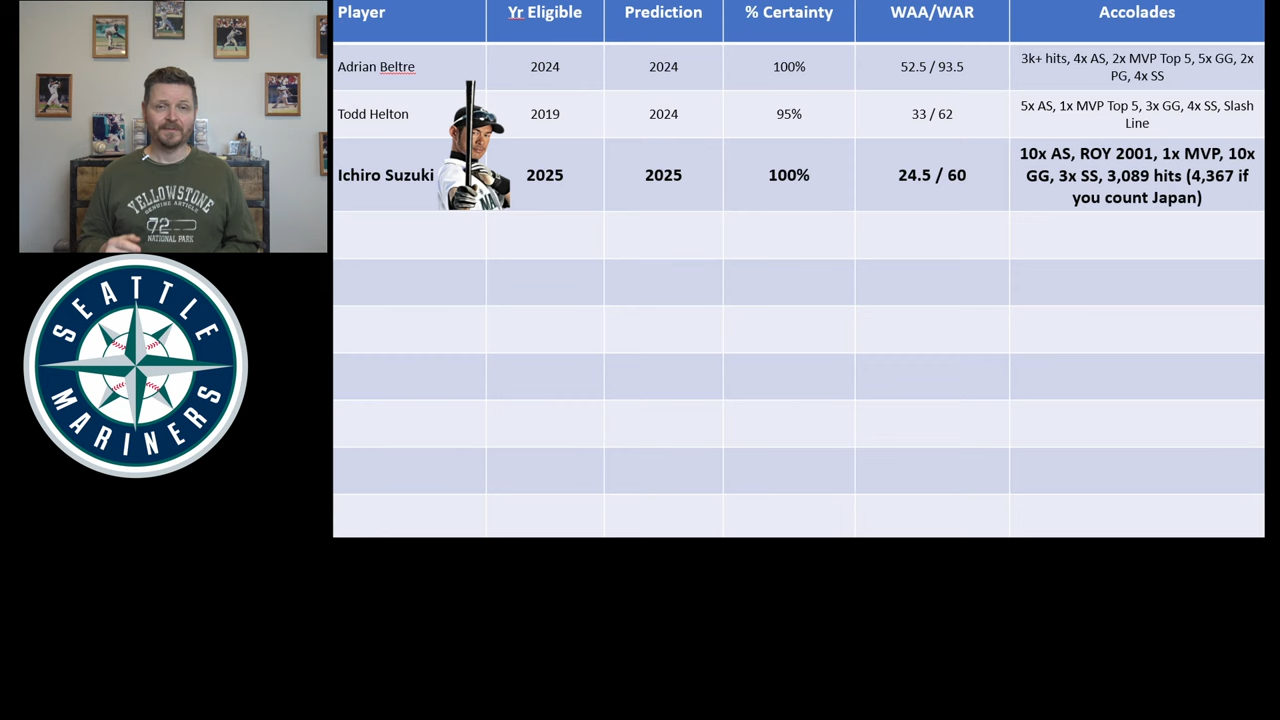 Player Yr Eligible Prediction % Certainty WAA/WAR Accolades
Adrian Beltre 2024 2024 100% 52.5 / 93.5 3k+ hits, 4x AS, 2x MVP Top 5, 5x GG, 2x
PG, 4x SS
Todd Helton 2019 2024 95% 33 / 62 5x AS, 1x MVP Top 5, 3x GG, 4x SS, Slash
Line
Ichiro Suzuki 2025 2025 100% 24.5 / 60 10x AS, ROY 2001, 1x MVP, 10x
GG, 3x SS, 3,089 hits (4,367 if
you count Japan)
YELLOWSTONE
GENUINE ARTICLE
72
NATIONAL PARK
SEATTLE
MARINERS